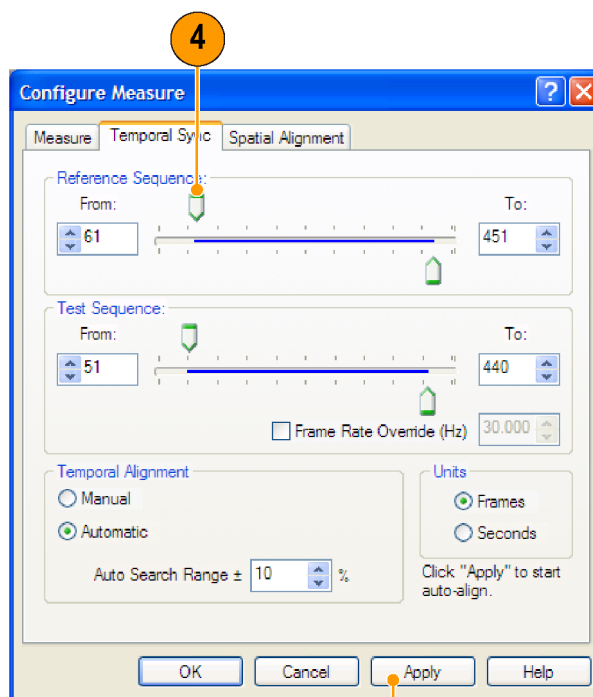 4
Configure Measure
Measure Temporal Sync Spatial Alignment
Reference Sequence:
From: To:
61 451
Test Sequence:
From: To:
51 440
Frame Rate Override (Hz) 30.000
Temporal Alignment
Manual
Automatic
Auto Search Range ± 10 %
Units
Frames
Seconds
Click "Apply" to start
auto-align.
OK Cancel Apply Help